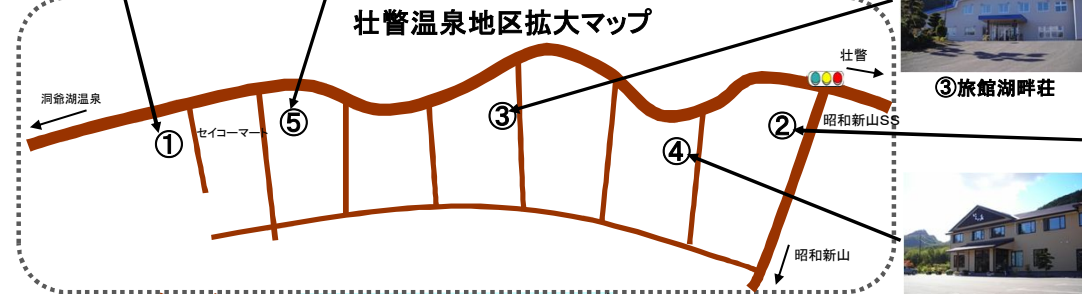 壮瞥温泉地区拡大マップ
壮瞥
③旅館湖畔荘
洞爺湖温泉
セイコーマート
①
⑤
③
④
②
昭和新山SS
昭和新山